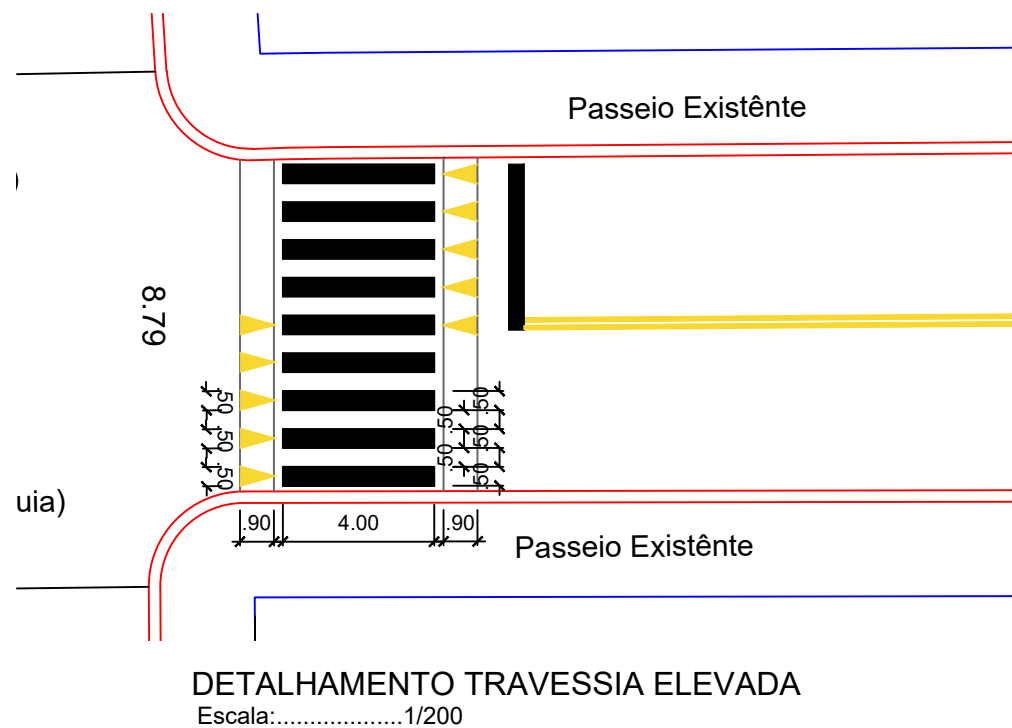 Passeio Existênte
)
8.79
.50
.50
.50
.50
.50
.50
.50
.50
uia)
.90
4.00
.90
Passeio Existênte
DETALHAMENTO TRAVESSIA ELEVADA
Escala:...................1/200